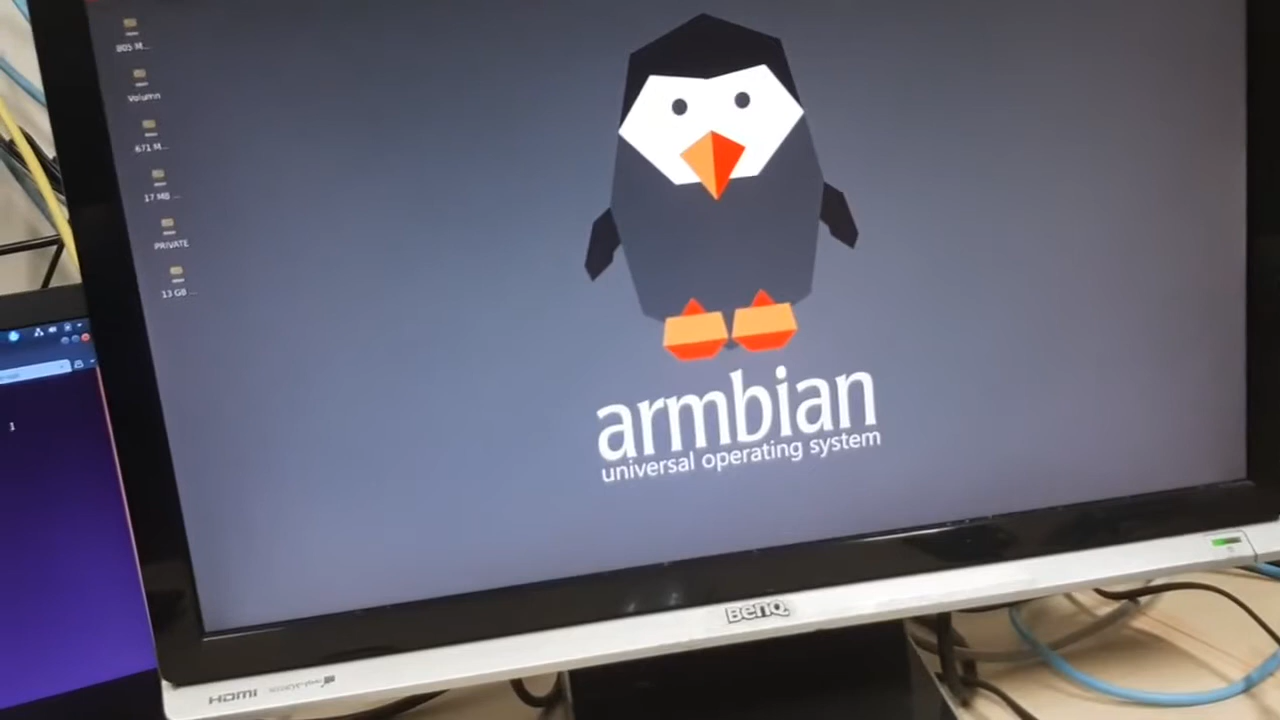 805 M...
Volumn
671 M...
17 MB ...
PRIVATE
13 GB ...
armbian
universal operating system
BenQ
HDMI